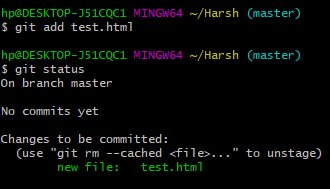 hp@DESKTOP-J51CQC1 MINGW64 ~/Harsh (master)
$ git add test.html
hp@DESKTOP-J51CQC1 MINGW64 ~/Harsh (master)
$ git status
On branch master
No commits yet
Changes to be committed:
(use "git rm --cached <file>..." to unstage)
new file:   test.html